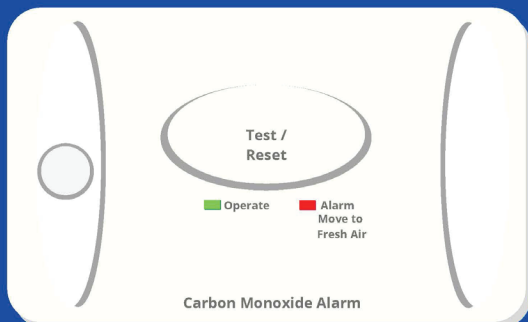 Test /
Reset
Operate
Alarm
Move to
Fresh Air
Carbon Monoxide Alarm